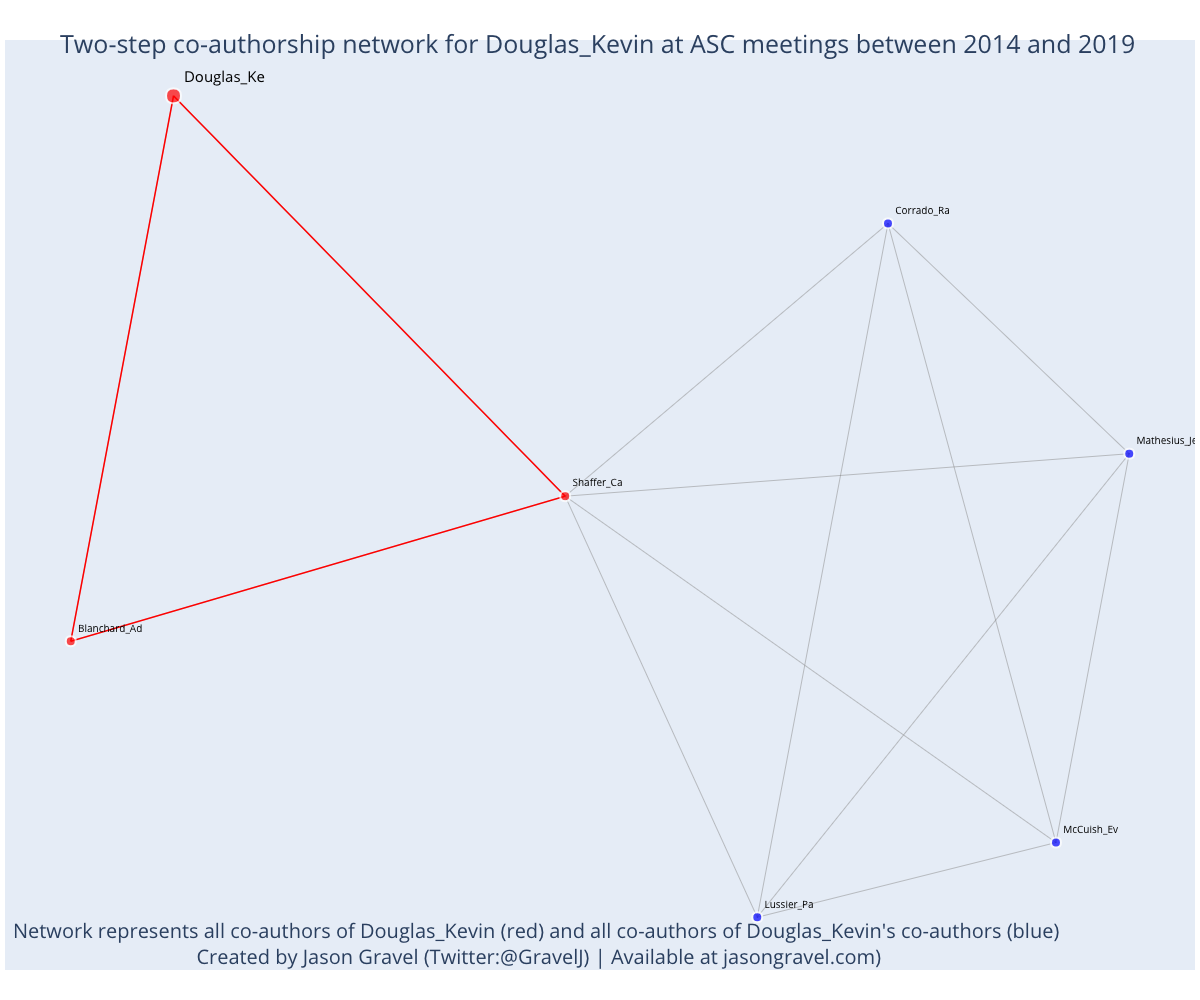 Two-step co-authorship network for Douglas_Kevin at ASC meetings between 2014 and 2019
Douglas_Ke
Corrado_Ra
Mathesius_Je
Shaffer_Ca
Blanchard_Ad
McCuish_Ev
Lussier_Pa
Network represents all co-authors of Douglas_Kevin (red) and all co-authors of Douglas_Kevin's co-authors (blue)
Created by Jason Gravel (Twitter:@GravelJ) | Available at jasongravel.com)